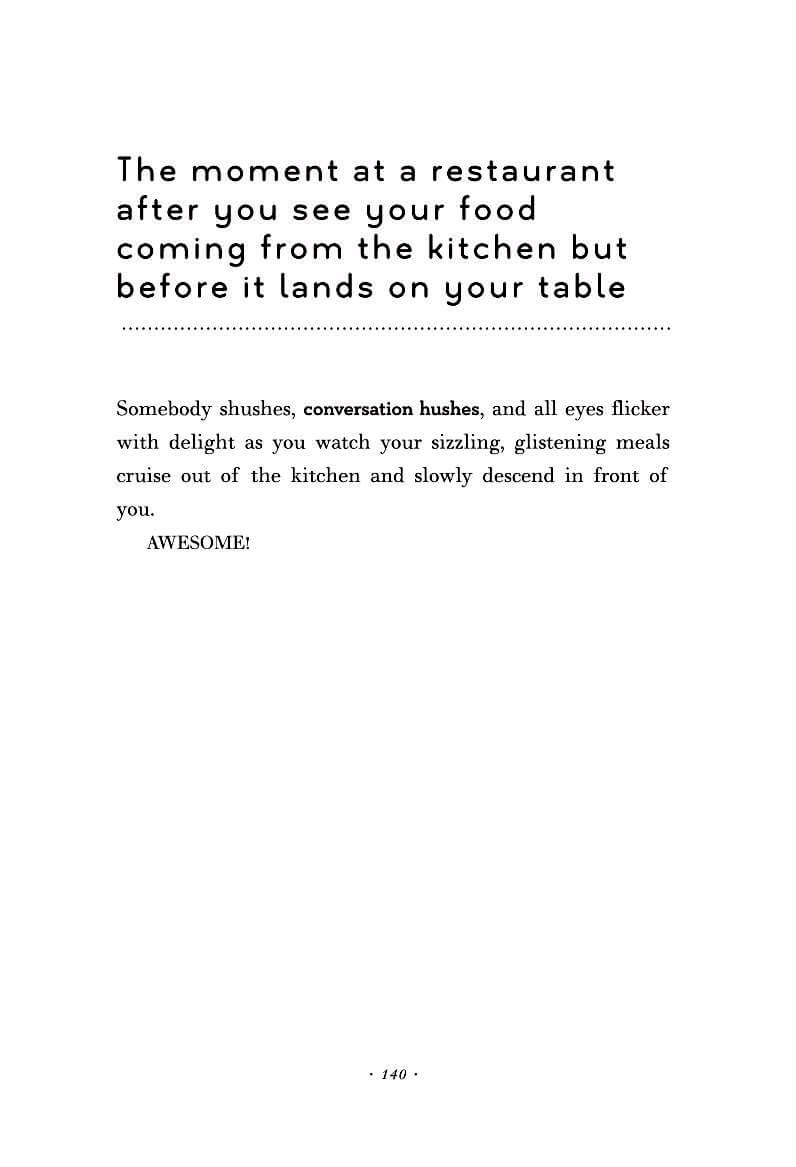 The moment at a restaurant
after you see your food
coming from the kitchen but
before it lands on your table
Somebody shushes, conversation hushes, and all eyes flicker
with delight as you watch your sizzling, glistening meals
cruise out of the kitchen and slowly descend in front of
you.
AWESOME!
· 140 ·